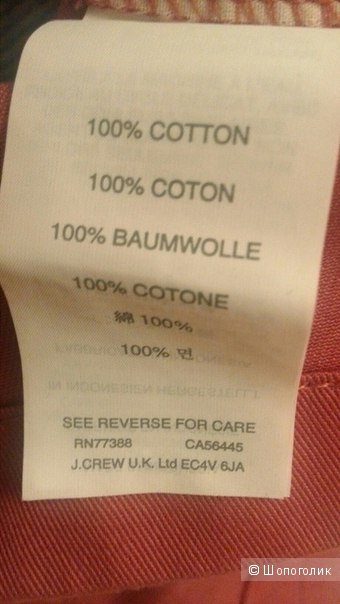 100% COTTON
100% COTON
100% BAUMWOLLE
100% COTONE
綿 100%
100% 면
SEE REVERSE FOR CARE
RN77388 CA56445
J.CREW U.K. Ltd EC4V 6JA
© Шопоголик